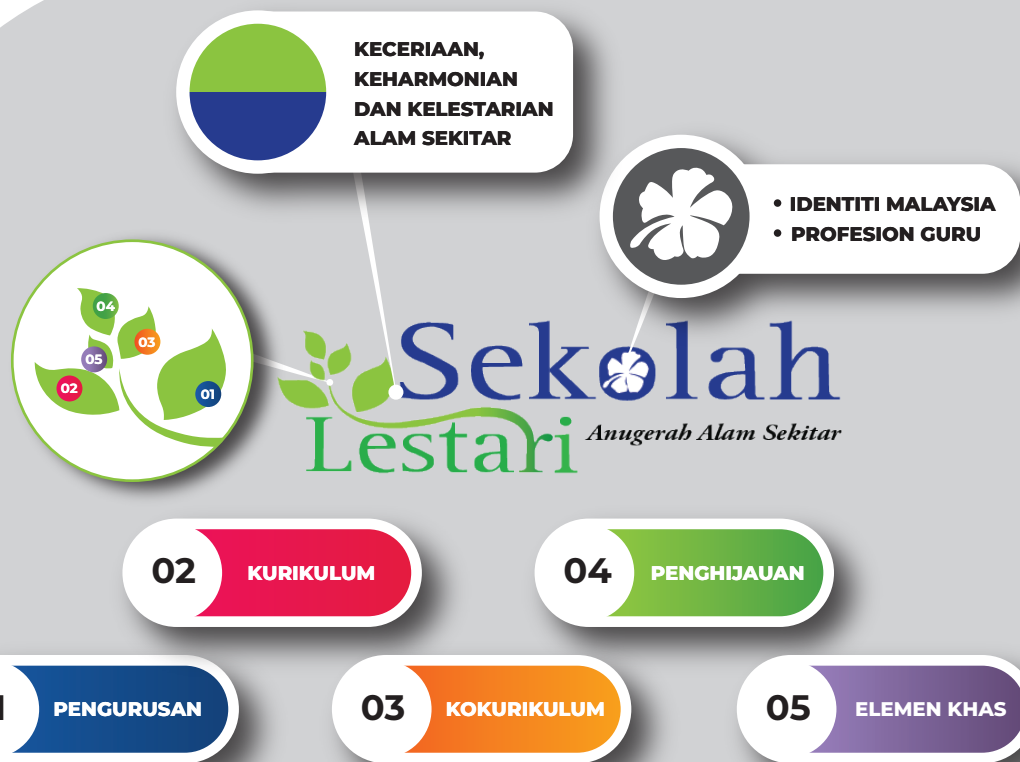 KECERIAAN,
KEHARMONIAN
DAN KELESTARIAN
ALAM SEKITAR
• IDENTITI MALAYSIA
• PROFESION GURU
04
03
05
02
01
Sekolah
Lestari
Anugerah Alam Sekitar
02 KURIKULUM
04 PENGHIJAUAN
1 PENGURUSAN
03 KOKURIKULUM
05 ELEMEN KHAS